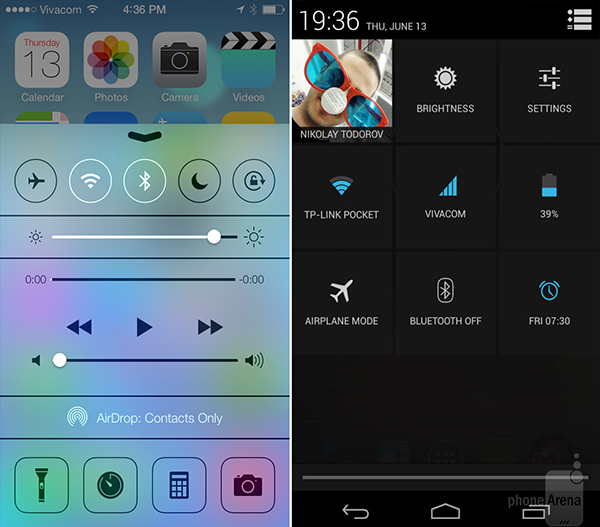 Vivacom
4:36 PM
Thursday
13
Calendar
Photos
Camera
Videos
0:00
-0:00
AirDrop: Contacts Only
19:36 THU, JUNE 13
NIKOLAY TODOROV
BRIGHTNESS
SETTINGS
TP-LINK POCKET
VIVACOM
39%
AIRPLANE MODE
BLUETOOTH OFF
FRI 07:30
phoneArena